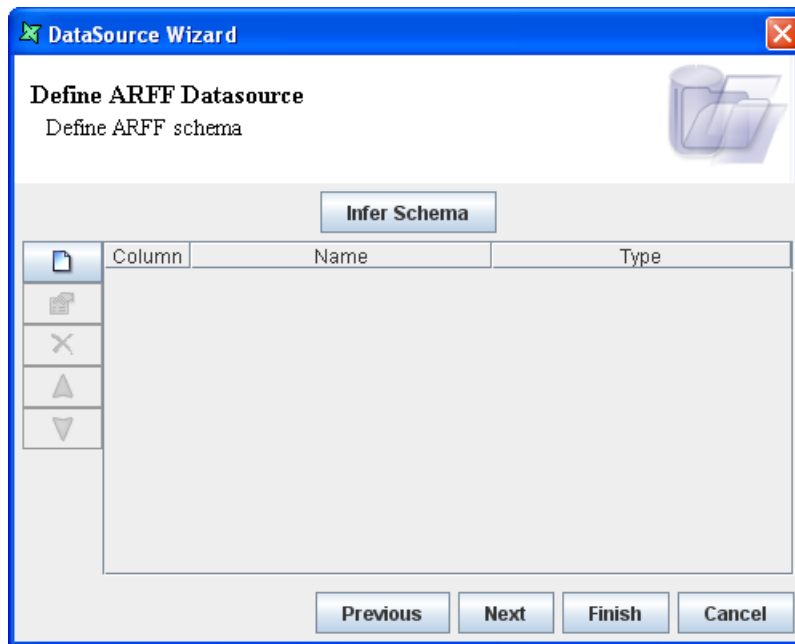 DataSource Wizard
Define ARFF Datasource
Define ARFF schema
Infer Schema
Column Name Type
Previous Next Finish Cancel